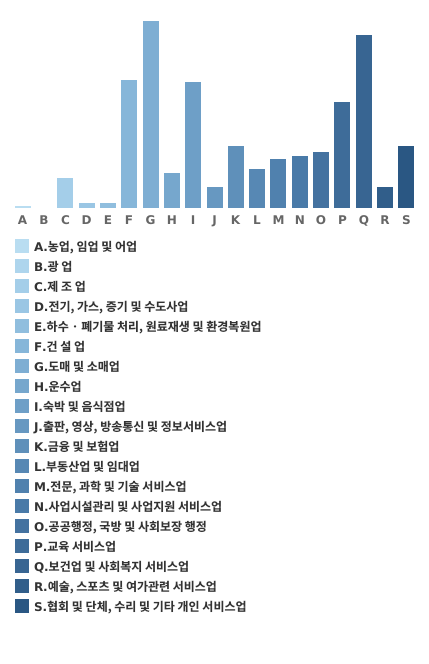 A B C D E F G H I J K L M N O P Q R S
A.농업, 임업 및 어업
B.광 업
C.제 조 업
D.전기, 가스, 증기 및 수도사업
E.하수 · 폐기물 처리, 원료재생 및 환경복원업
F.건 설 업
G.도매 및 소매업
H.운수업
I.숙박 및 음식점업
J.출판, 영상, 방송통신 및 정보서비스업
K.금융 및 보험업
L.부동산업 및 임대업
M.전문, 과학 및 기술 서비스업
N.사업시설관리 및 사업지원 서비스업
O.공공행정, 국방 및 사회보장 행정
P.교육 서비스업
Q.보건업 및 사회복지 서비스업
R.예술, 스포츠 및 여가관련 서비스업
S.협회 및 단체, 수리 및 기타 개인 서비스업